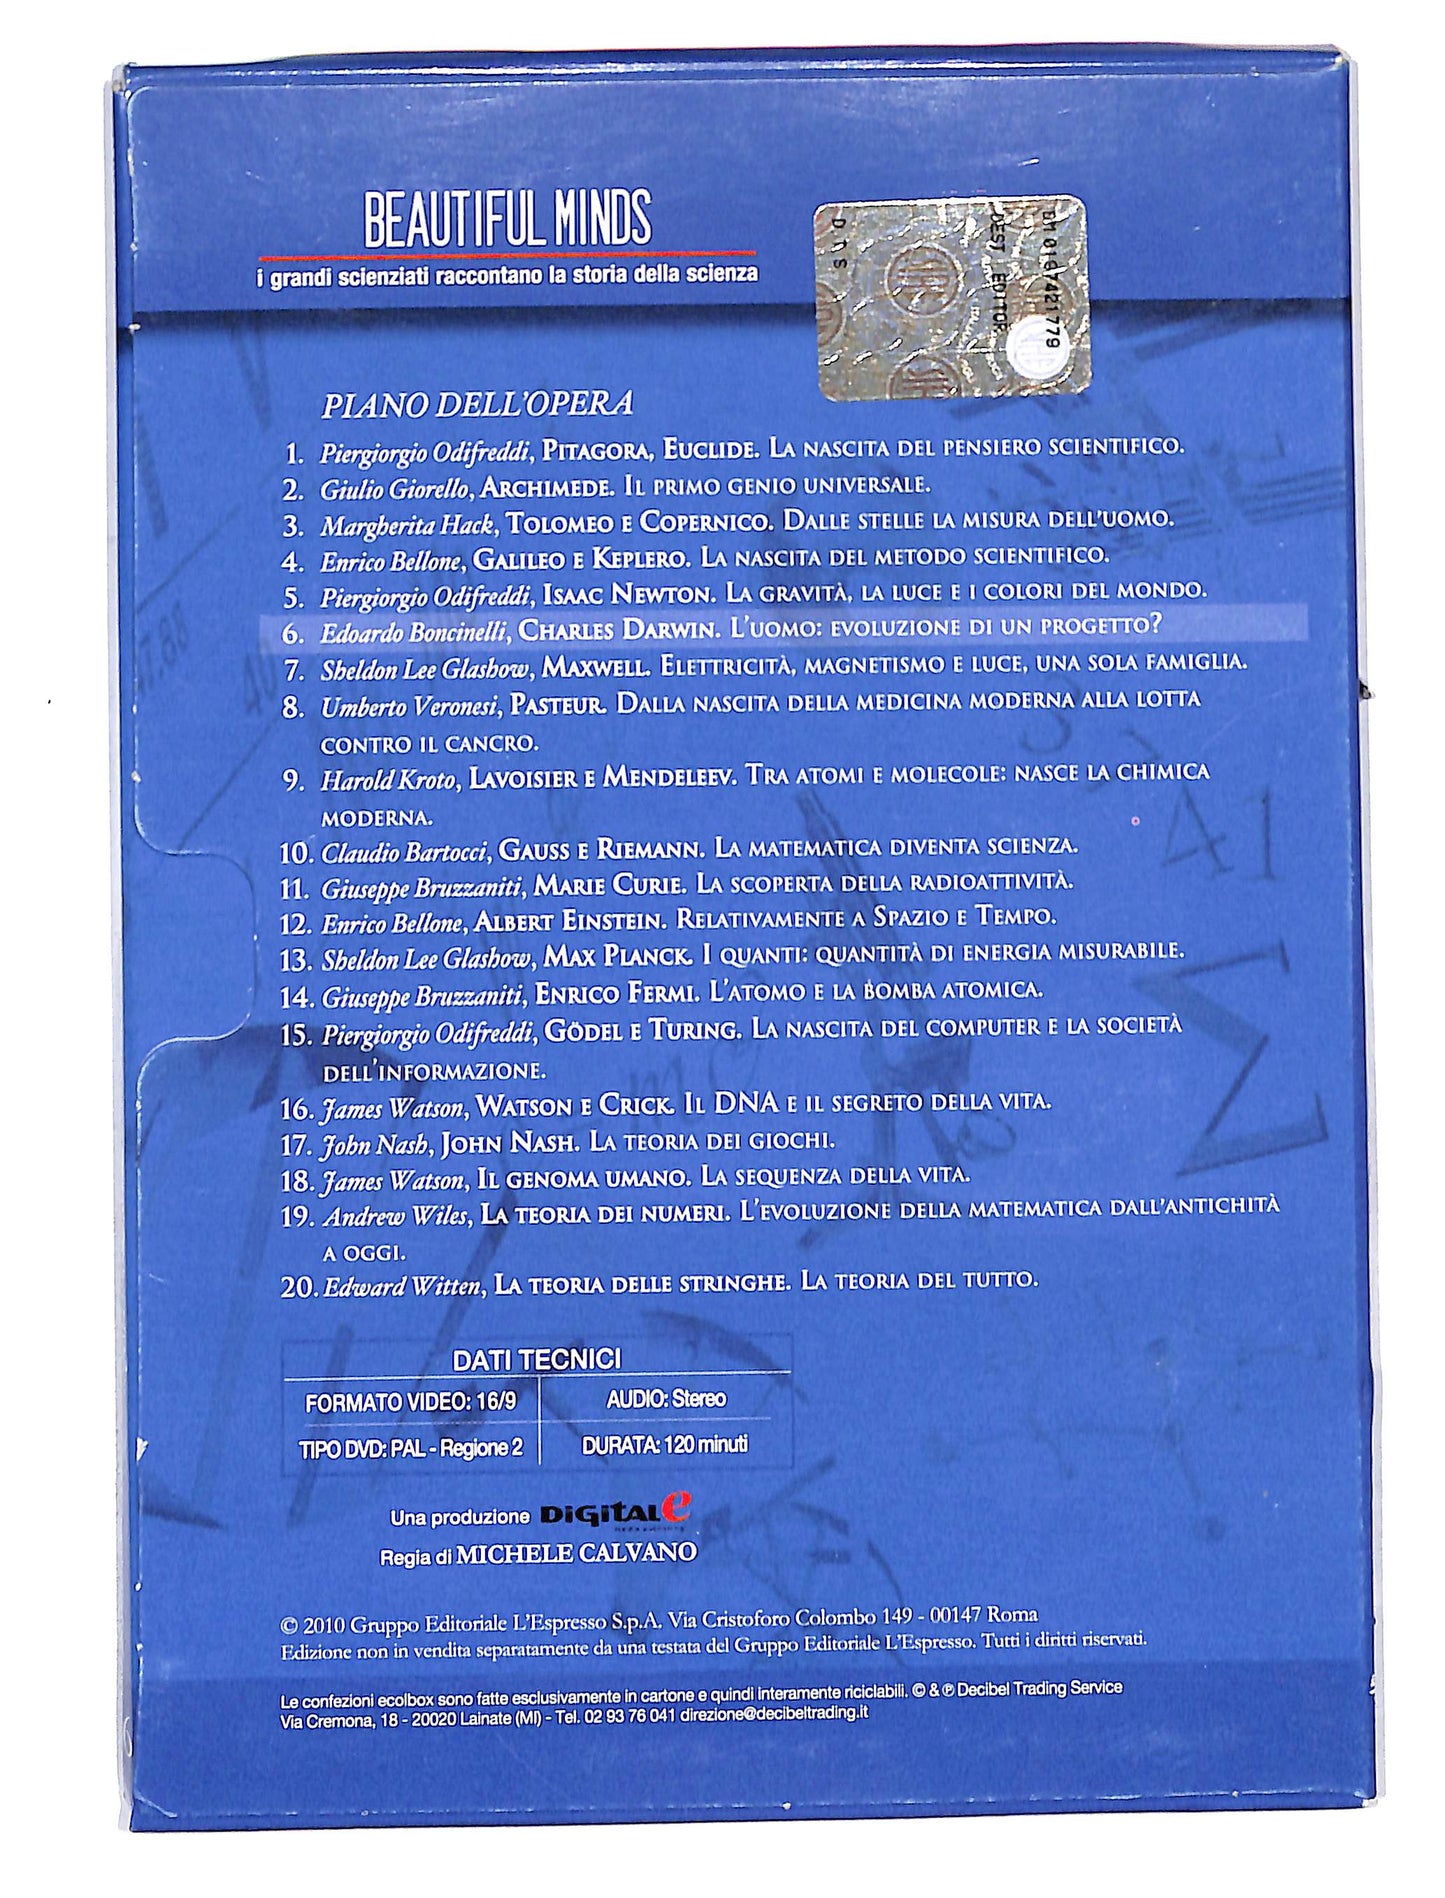 BEAUTIFUL MINDS
i grandi scienziati raccontano la storia della scienza
D.D.S
DEST. EDITOR
BM 0197421779
PIANO DELL'OPERA
1. Piergiorgio Odifreddi, PITAGORA, EUCLIDE. LA NASCITA DEL PENSIERO SCIENTIFICO.
2. Giulio Giorello, ARCHIMEDE. IL PRIMO GENIO UNIVERSALE.
3. Margherita Hack, TOLOMEO E COPERNICO. DALLE STELLE LA MISURA DELL'UOMO.
4. Enrico Bellone, GALILEO E KEPLERO. LA NASCITA DEL METODO SCIENTIFICO.
5. Piergiorgio Odifreddi, ISAAC NEWTON. LA GRAVITÀ, LA LUCE E I COLORI DEL MONDO.
6. Edoardo Boncinelli, CHARLES DARWIN. L'UOMO: EVOLUZIONE DI UN PROGETTO?
7. Sheldon Lee Glashow, MAXWELL. ELETTRICITÀ, MAGNETISMO E LUCE, UNA SOLA FAMIGLIA.
8. Umberto Veronesi, PASTEUR. DALLA NASCITA DELLA MEDICINA MODERNA ALLA LOTTA
CONTRO IL CANCRO.
9. Harold Kroto, LAVOISIER E MENDELEEV. TRA ATOMI E MOLECOLE: NASCE LA CHIMICA
MODERNA.
10. Claudio Bartocci, GAUSS E RIEMANN. LA MATEMATICA DIVENTA SCIENZA.
11. Giuseppe Bruzzaniti, MARIE CURIE. LA SCOPERTA DELLA RADIOATTIVITÀ.
12. Enrico Bellone, ALBERT EINSTEIN. RELATIVAMENTE A SPAZIO E TEMPO.
13. Sheldon Lee Glashow, MAX PLANCK. I QUANTI: QUANTITÀ DI ENERGIA MISURABILE.
14. Giuseppe Bruzzaniti, ENRICO FERMI. L'ATOMO E LA BOMBA ATOMICA.
15. Piergiorgio Odifreddi, GÖDEL E TURING. LA NASCITA DEL COMPUTER E LA SOCIETÀ
DELL'INFORMAZIONE.
16. James Watson, WATSON E CRICK. IL DNA E IL SEGRETO DELLA VITA.
17. John Nash, JOHN NASH. LA TEORIA DEI GIOCHI.
18. James Watson, IL GENOMA UMANO. LA SEQUENZA DELLA VITA.
19. Andrew Wiles, LA TEORIA DEI NUMERI. L'EVOLUZIONE DELLA MATEMATICA DALL'ANTICHITÀ
A OGGI.
20. Edward Witten, LA TEORIA DELLE STRINGHE. LA TEORIA DEL TUTTO.
DATI TECNICI
FORMATO VIDEO: 16/9 AUDIO: Stereo
TIPO DVD: PAL - Regione 2 DURATA: 120 minuti
Una produzione DiGiTAL e
Regia di MICHELE CALVANO
© 2010 Gruppo Editoriale L'Espresso S.p.A. Via Cristoforo Colombo 149 - 00147 Roma
Edizione non in vendita separatamente da una testata del Gruppo Editoriale L'Espresso. Tutti i diritti riservati.
Le confezioni ecolbox sono fatte esclusivamente in cartone e quindi interamente riciclabili. © & ℗ Decibel Trading Service
Via Cremona, 18 - 20020 Lainate (MI) - Tel. 02 93 76 041 direzione@decibeltrading.it